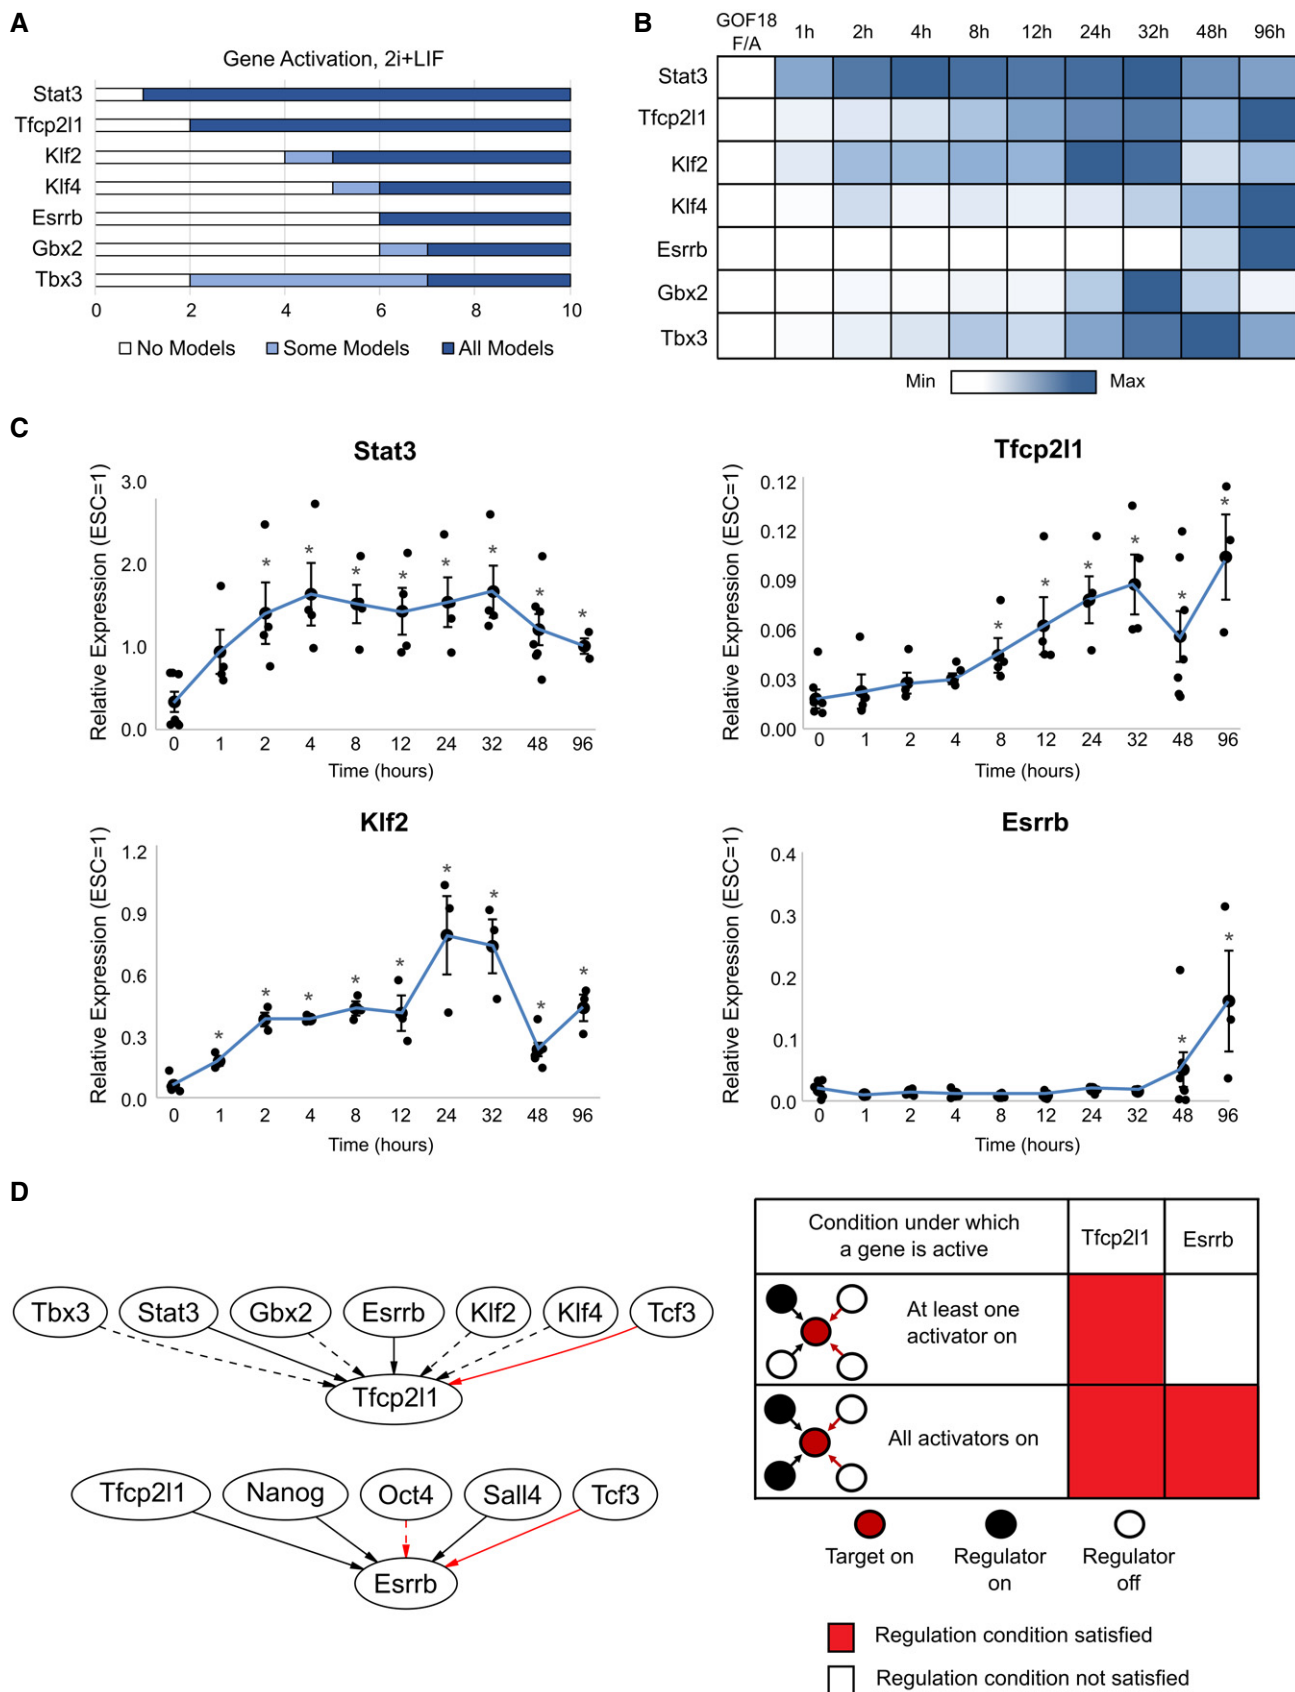 A
Gene Activation, 2i+LIF
Stat3
Tfcp2l1
Klf2
Klf4
Esrrb
Gbx2
Tbx3
0 2 4 6 8 10
No Models Some Models All Models
B
GOF18 F/A 1h 2h 4h 8h 12h 24h 32h 48h 96h
Stat3
Tfcp2l1
Klf2
Klf4
Esrrb
Gbx2
Tbx3
Min Max
C
Stat3
Relative Expression (ESC=1)
3.0
2.0
1.0
0.0
* * * * * * * *
0 1 2 4 8 12 24 32 48 96
Time (hours)
Tfcp2l1
Relative Expression (ESC=1)
0.12
0.12
0.09
0.06
0.03
0.00
* * * * * *
0 1 2 4 8 12 24 32 48 96
Time (hours)
Klf2
Relative Expression (ESC=1)
1.2
0.9
0.6
0.3
0.0
* * * * * * * * *
0 1 2 4 8 12 24 32 48 96
Time (hours)
Esrrb
Relative Expression (ESC=1)
0.4
0.3
0.2
0.1
0.0
* *
0 1 2 4 8 12 24 32 48 96
Time (hours)
D
Tbx3 Stat3 Gbx2 Esrrb Klf2 Klf4 Tcf3
Tfcp2l1
Tfcp2l1 Nanog Oct4 Sall4 Tcf3
Esrrb
Condition under which
a gene is active
Tfcp2l1 Esrrb
At least one
activator on
All activators on
Target on
Regulator
on
Regulator
off
Regulation condition satisfied
Regulation condition not satisfied